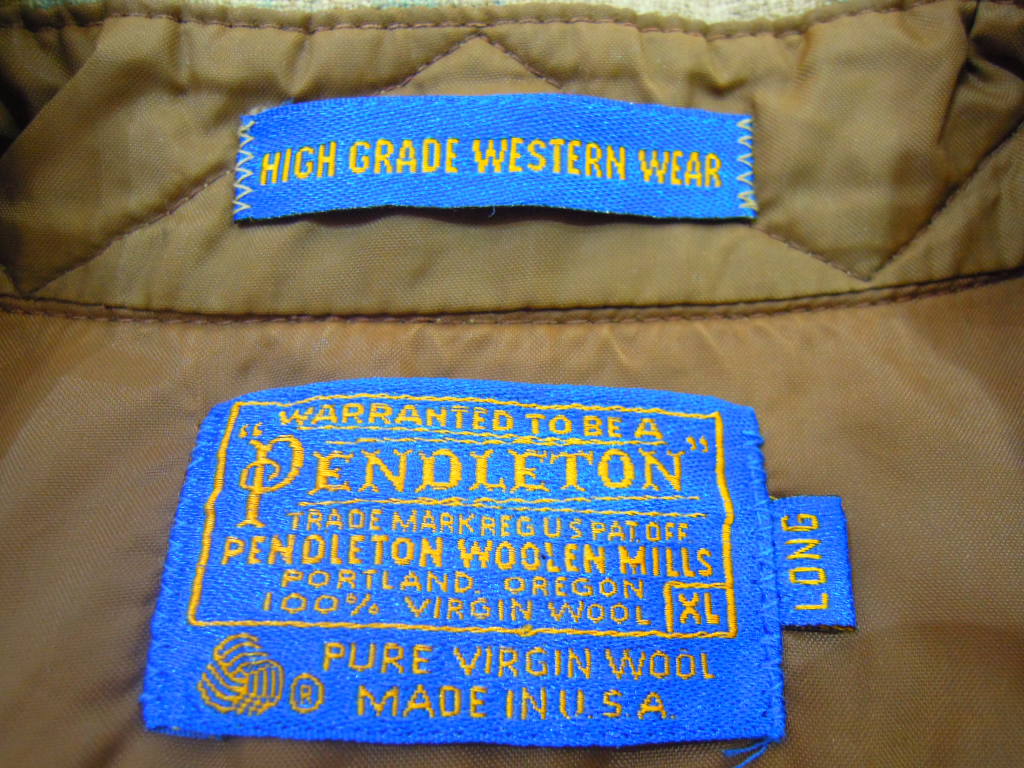 HIGH GRADE WESTERN WEAR
WARRANTED TO BE A
"PENDLETON"
TRADE MARK REG U S PAT. OFF
PENDLETON WOOLEN MILLS
PORTLAND, OREGON
100% VIRGIN WOOL XL
LONG
PURE VIRGIN WOOL
® MADE IN U.S.A.